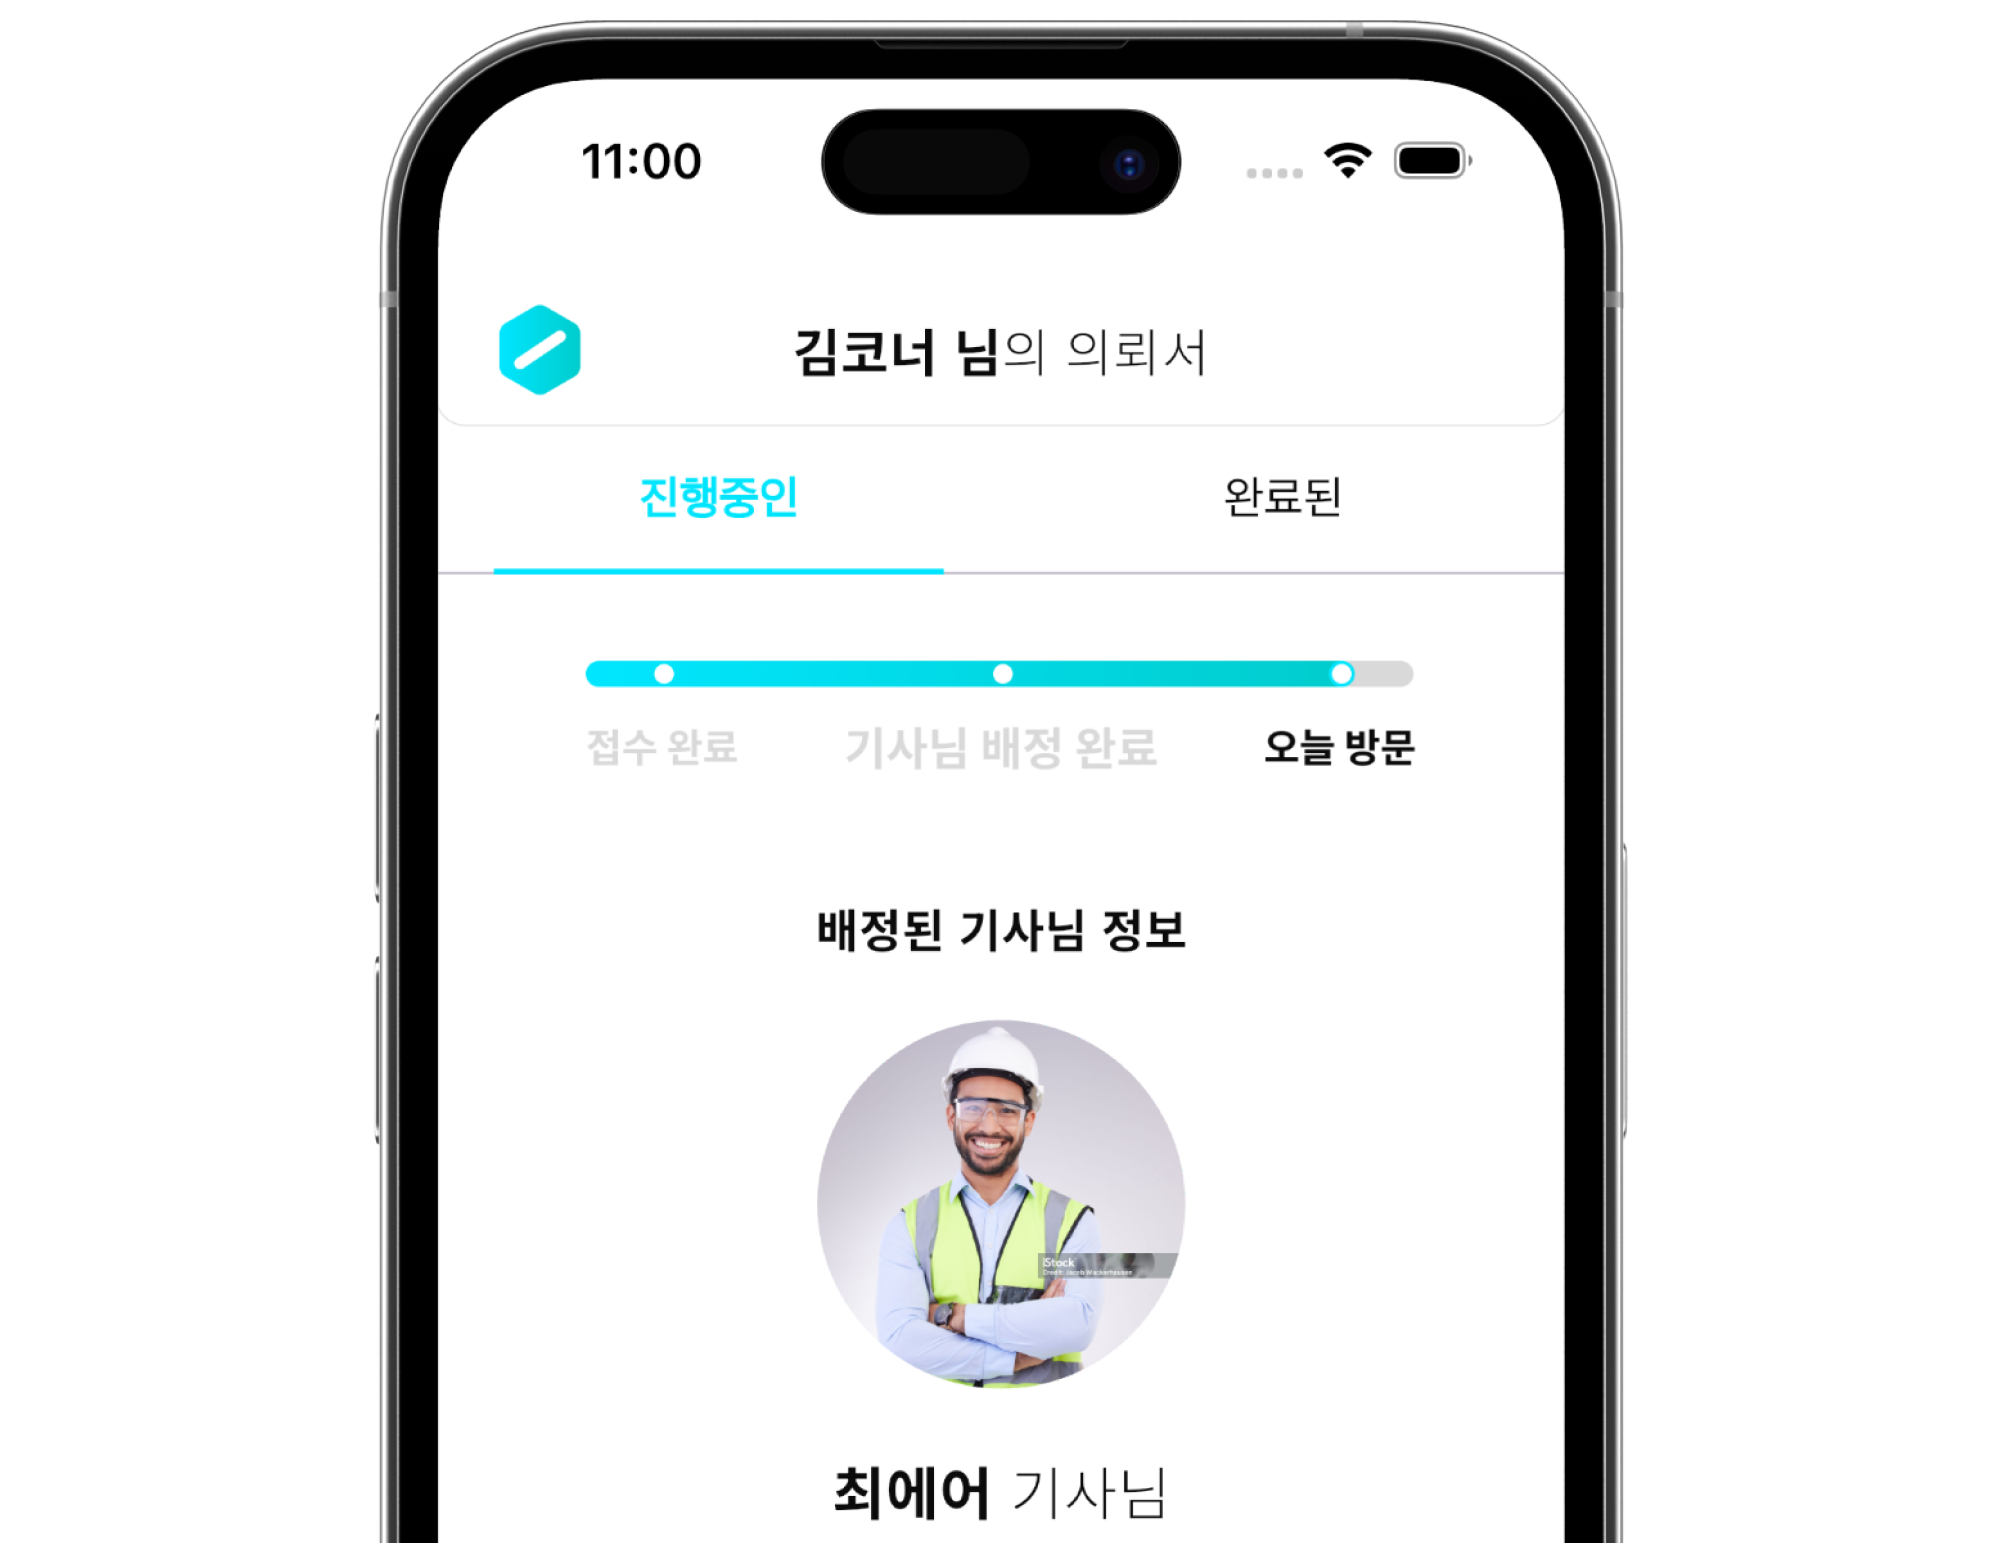 11:00
김코너 님의 의뢰서
진행중인 완료된
접수 완료 기사님 배정 완료 오늘 방문
배정된 기사님 정보
iStock
Credit: Jacob Wackerhausen
최에어 기사님